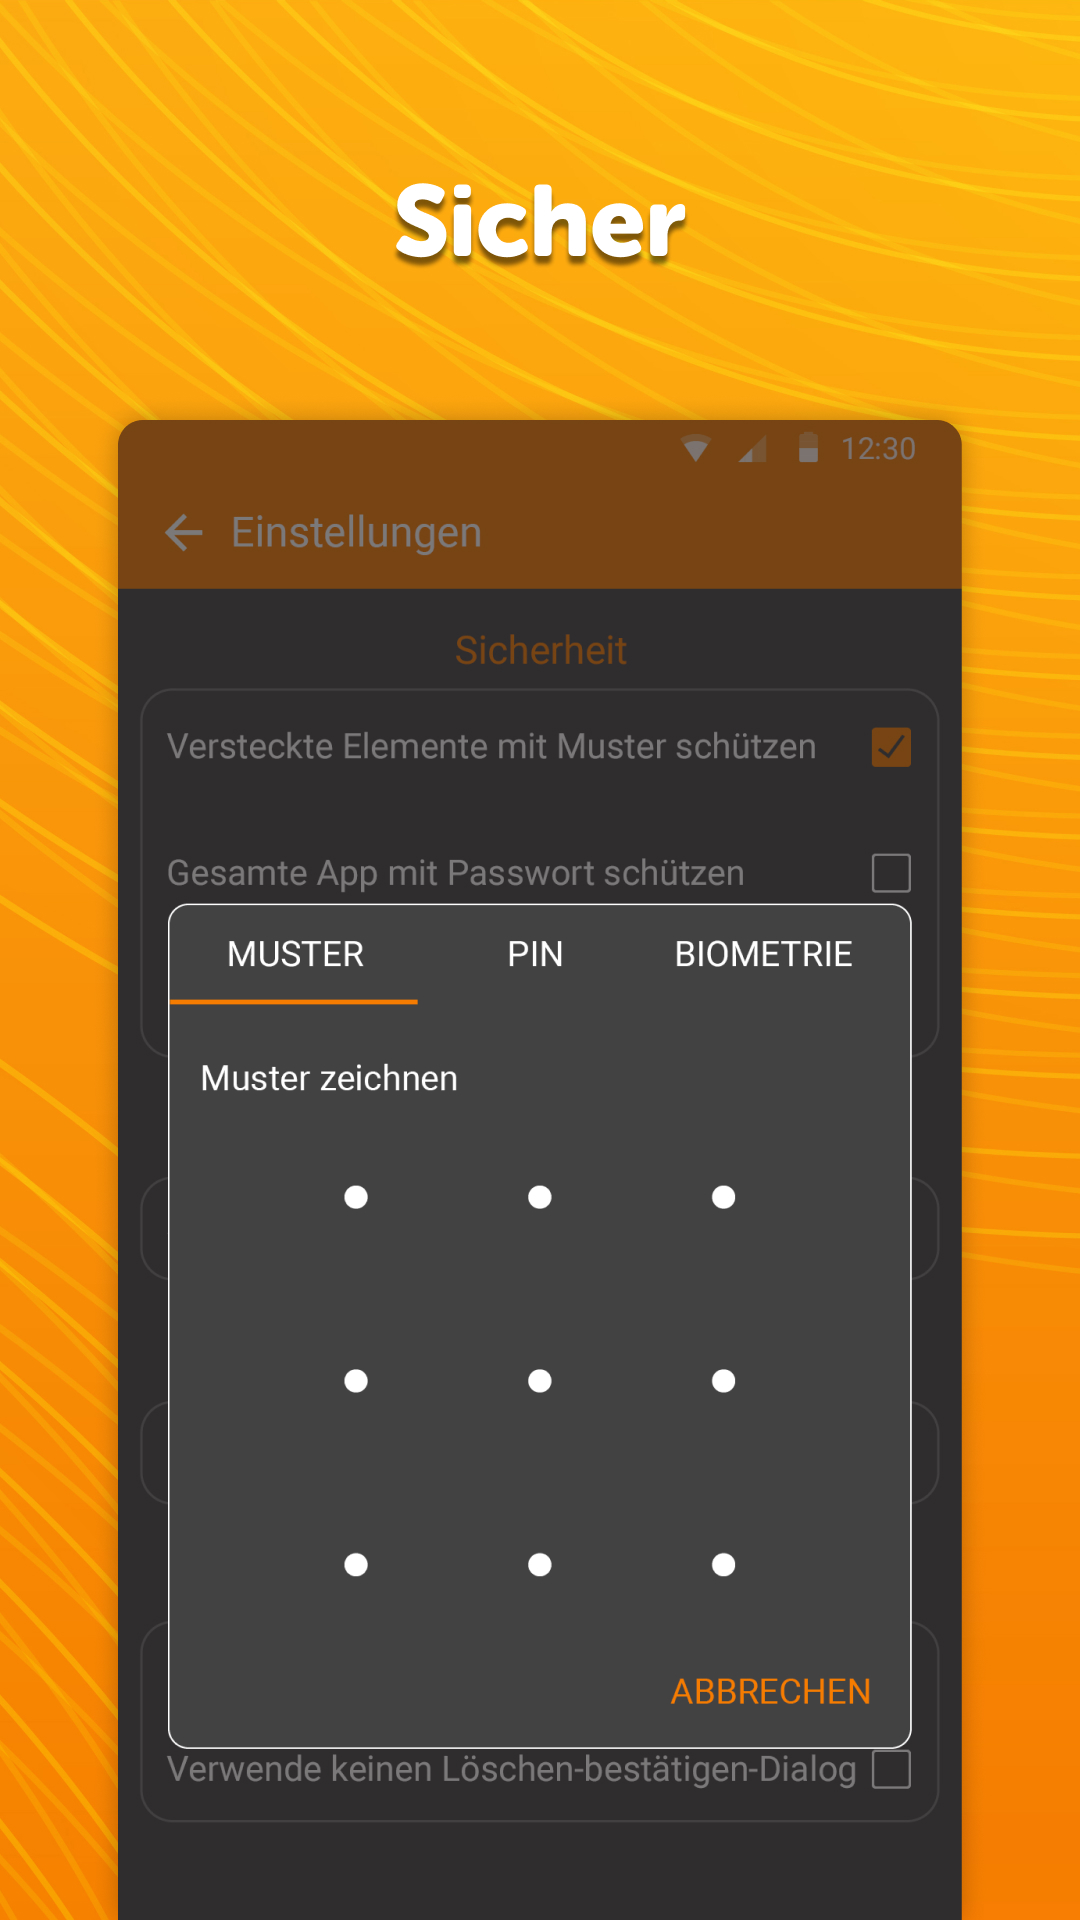 Sicher
12:30
Einstellungen
Sicherheit
Versteckte Elemente mit Muster schützen
Gesamte App mit Passwort schützen
MUSTER PIN BIOMETRIE
Muster zeichnen
ABBRECHEN
Verwende keinen Löschen-bestätigen-Dialog